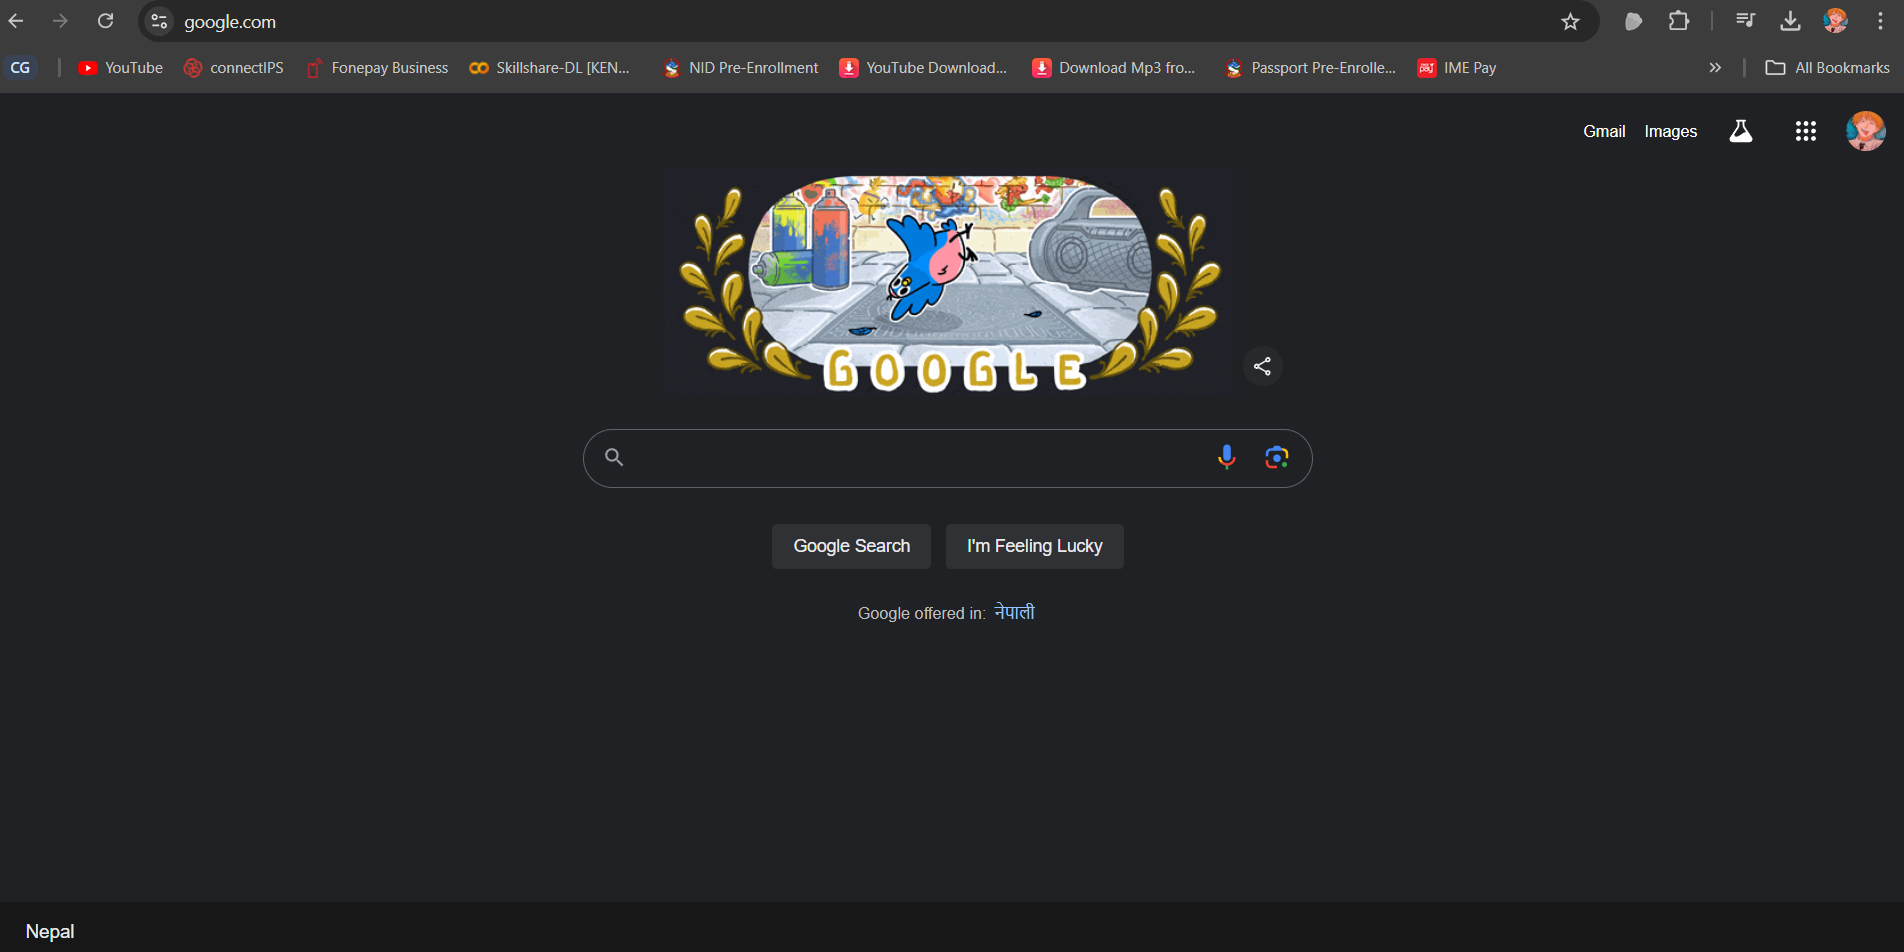 google.com
CG YouTube connectIPS Fonepay Business Skillshare-DL [KEN... NID Pre-Enrollment YouTube Download... Download Mp3 fro... Passport Pre-Enrolle... IME Pay All Bookmarks
Gmail Images
GOOGLE
Google Search I'm Feeling Lucky
Google offered in: नेपाली
Nepal